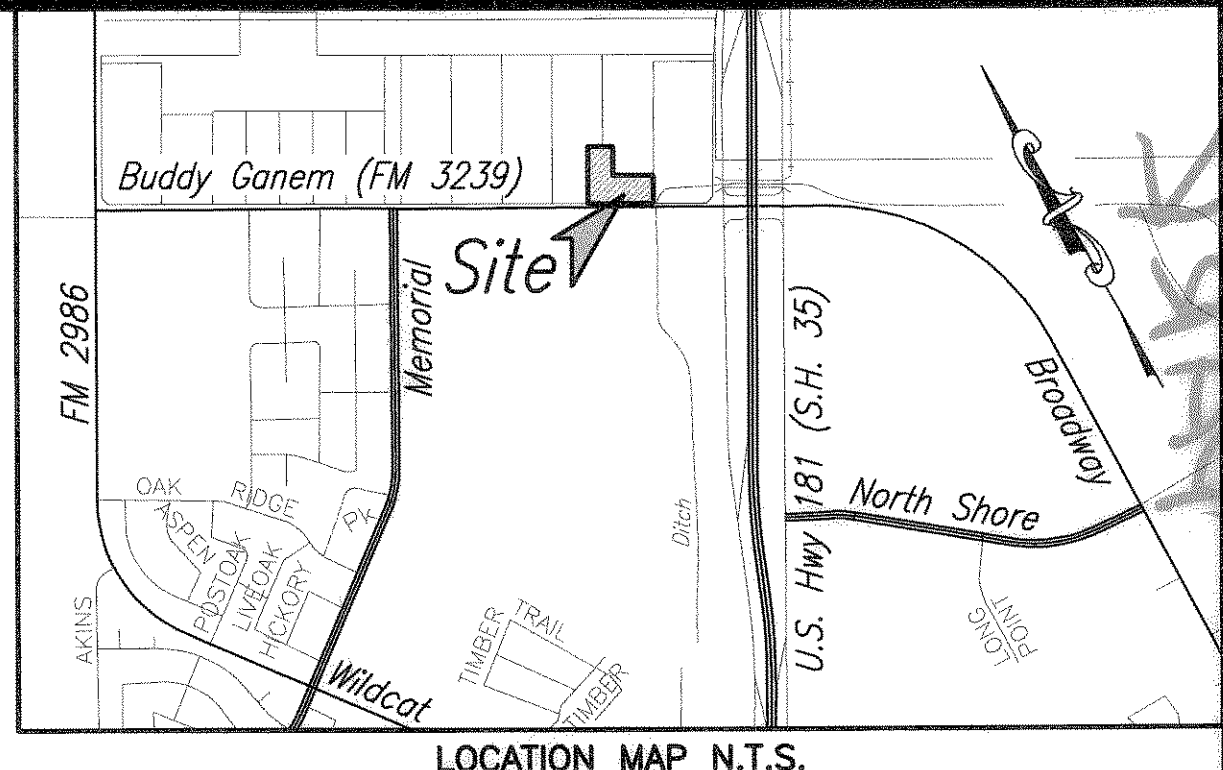 Buddy Ganem (FM 3239)
Site
FM 2986
Memorial
U.S. Hwy 181 (S.H. 35)
Broadway
North Shore
OAK RIDGE
ASPEN
PK
POSTOAK
LIVEOAK
HICKORY
AKINS
Wildcat
Ditch
TIMBER TRAIL
TIMBER
LONG
POINT
LOCATION MAP N.T.S.